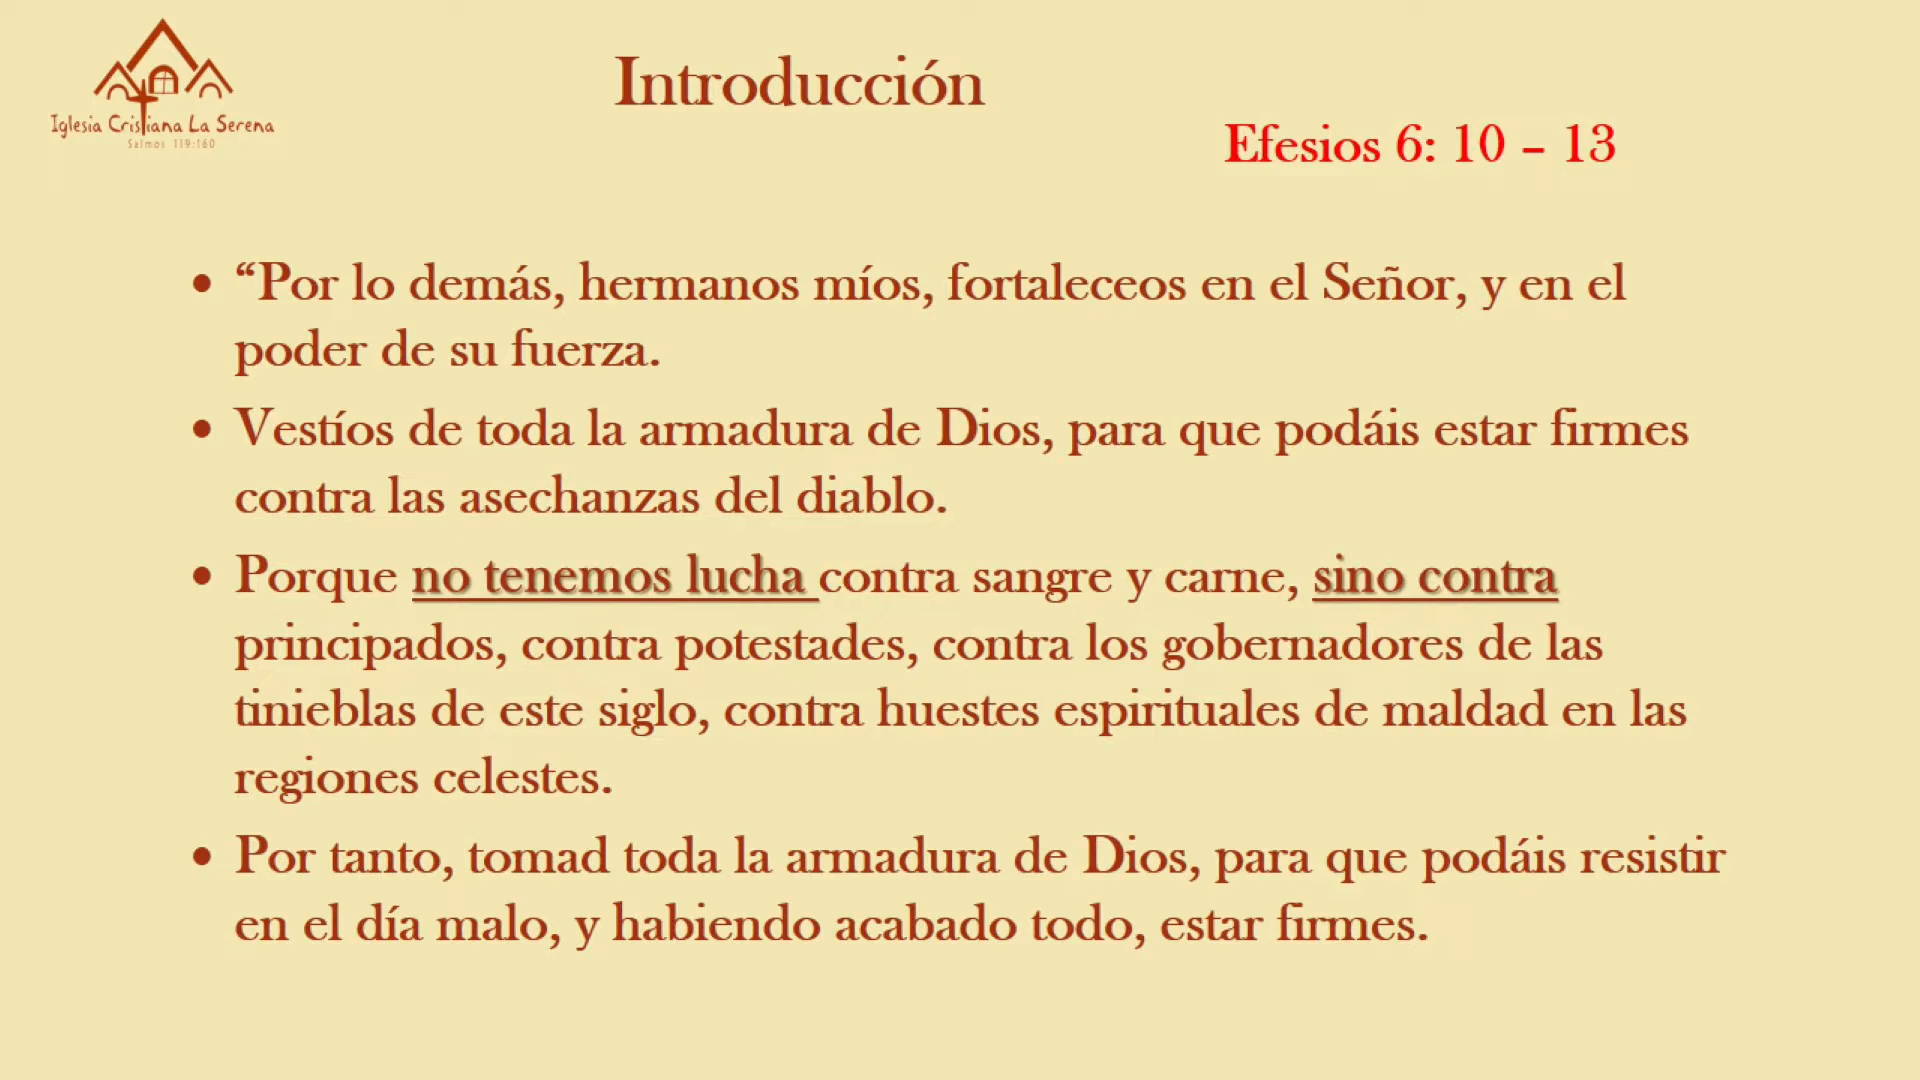 Iglesia Cristiana La Serena
Salmos 119:160
Introducción
Efesios 6: 10 – 13
• “Por lo demás, hermanos míos, fortaleceos en el Señor, y en el
poder de su fuerza.
• Vestíos de toda la armadura de Dios, para que podáis estar firmes
contra las asechanzas del diablo.
• Porque no tenemos lucha contra sangre y carne, sino contra
principados, contra potestades, contra los gobernadores de las
tinieblas de este siglo, contra huestes espirituales de maldad en las
regiones celestes.
• Por tanto, tomad toda la armadura de Dios, para que podáis resistir
en el día malo, y habiendo acabado todo, estar firmes.